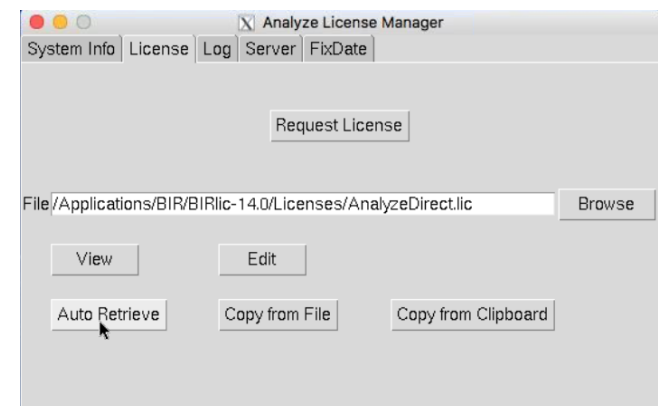 Analyze License Manager
System Info License Log Server FixDate
Request License
File /Applications/BIR/BIRlic-14.0/Licenses/AnalyzeDirect.lic Browse
View Edit
Auto Retrieve Copy from File Copy from Clipboard